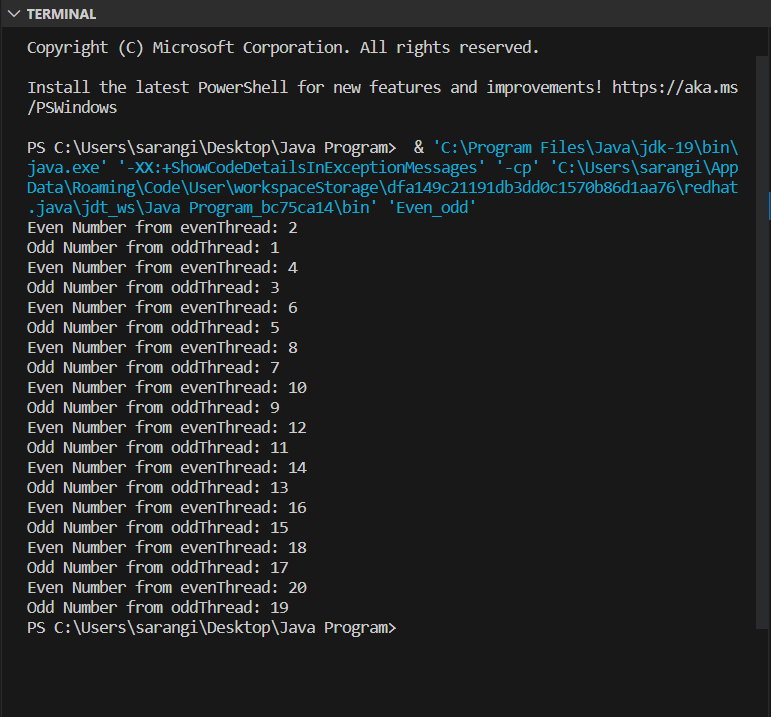 TERMINAL
Copyright (C) Microsoft Corporation. All rights reserved.
Install the latest PowerShell for new features and improvements! https://aka.ms
/PSWindows
PS C:\Users\sarangi\Desktop\Java Program>  & 'C:\Program Files\Java\jdk-19\bin\
java.exe' '-XX:+ShowCodeDetailsInExceptionMessages' '-cp' 'C:\Users\sarangi\App
Data\Roaming\Code\User\workspaceStorage\dfa149c21191db3dd0c1570b86d1aa76\redhat
.java\jdt_ws\Java Program_bc75ca14\bin' 'Even_odd'
Even Number from evenThread: 2
Odd Number from oddThread: 1
Even Number from evenThread: 4
Odd Number from oddThread: 3
Even Number from evenThread: 6
Odd Number from oddThread: 5
Even Number from evenThread: 8
Odd Number from oddThread: 7
Even Number from evenThread: 10
Odd Number from oddThread: 9
Even Number from evenThread: 12
Odd Number from oddThread: 11
Even Number from evenThread: 14
Odd Number from oddThread: 13
Even Number from evenThread: 16
Odd Number from oddThread: 15
Even Number from evenThread: 18
Odd Number from oddThread: 17
Even Number from evenThread: 20
Odd Number from oddThread: 19
PS C:\Users\sarangi\Desktop\Java Program>